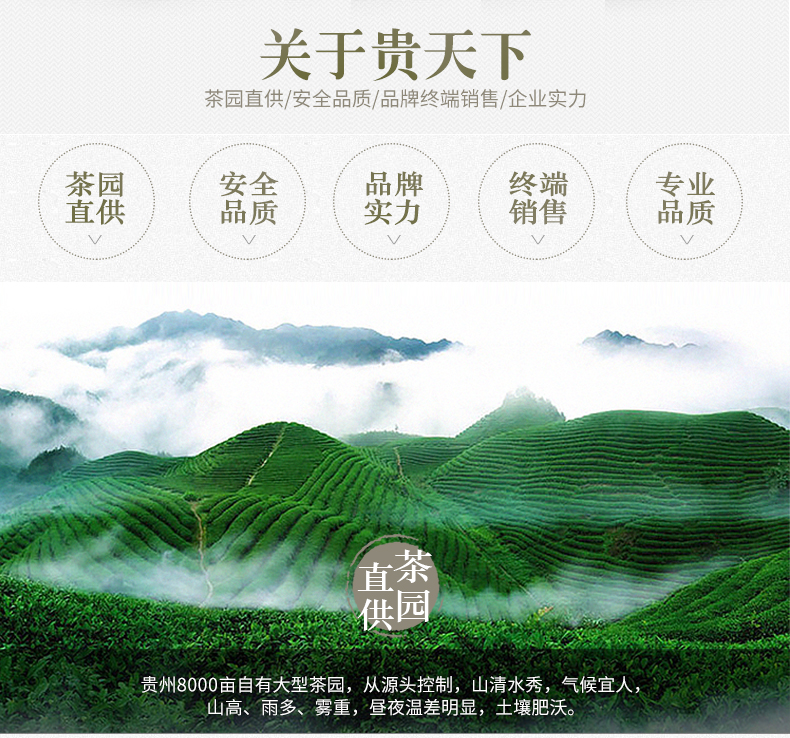 关于贵天下
茶园直供/安全品质/品牌终端销售/企业实力
茶园
直供
安全
品质
品牌
实力
终端
销售
专业
品质
茶园
直供
贵州8000亩自有大型茶园，从源头控制，山清水秀，气候宜人，
山高、雨多、雾重，昼夜温差明显，土壤肥沃。